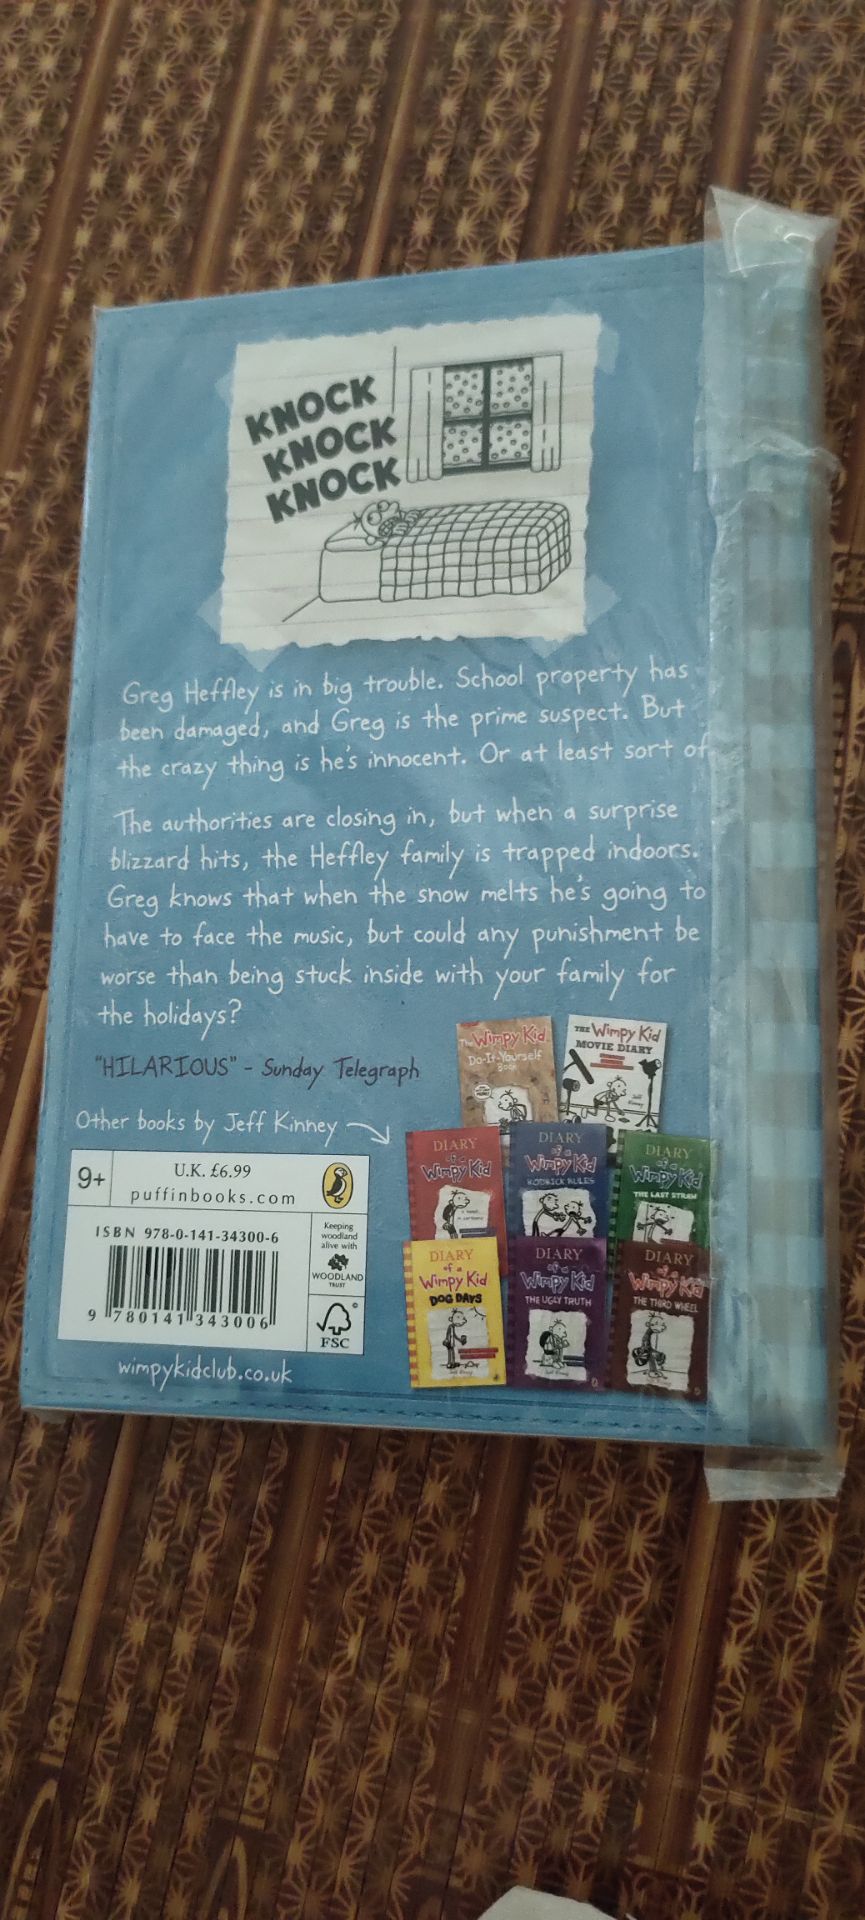 KNOCK
KNOCK
KNOCK
Greg Heffley is in big trouble. School property has
been damaged, and Greg is the prime suspect. But
the crazy thing is he's innocent. Or at least sort of.
The authorities are closing in, but when a surprise
blizzard hits, the Heffley family is trapped indoors.
Greg knows that when the snow melts he's going to
have to face the music, but could any punishment be
worse than being stuck inside with your family for
the holidays?
"HILARIOUS" - Sunday Telegraph
Other books by Jeff Kinney
The Wimpy Kid
Do-It-Yourself
Book
THE Wimpy Kid
MOVIE DIARY
Jeff
Kinney
DIARY
of a
Wimpy Kid
DIARY
of a
Wimpy Kid
RODRICK RULES
DIARY
of a
Wimpy Kid
THE LAST STRAW
DIARY
of a
Wimpy Kid
DOG DAYS
DIARY
of a
Wimpy Kid
THE UGLY TRUTH
DIARY
of a
Wimpy Kid
THE THIRD WHEEL
9+
U.K. £6.99
puffinbooks.com
ISBN 978-0-141-34300-6
9 780141 343006
Keeping
woodland
alive with
WOODLAND
TRUST
FSC
wimpykidclub.co.uk